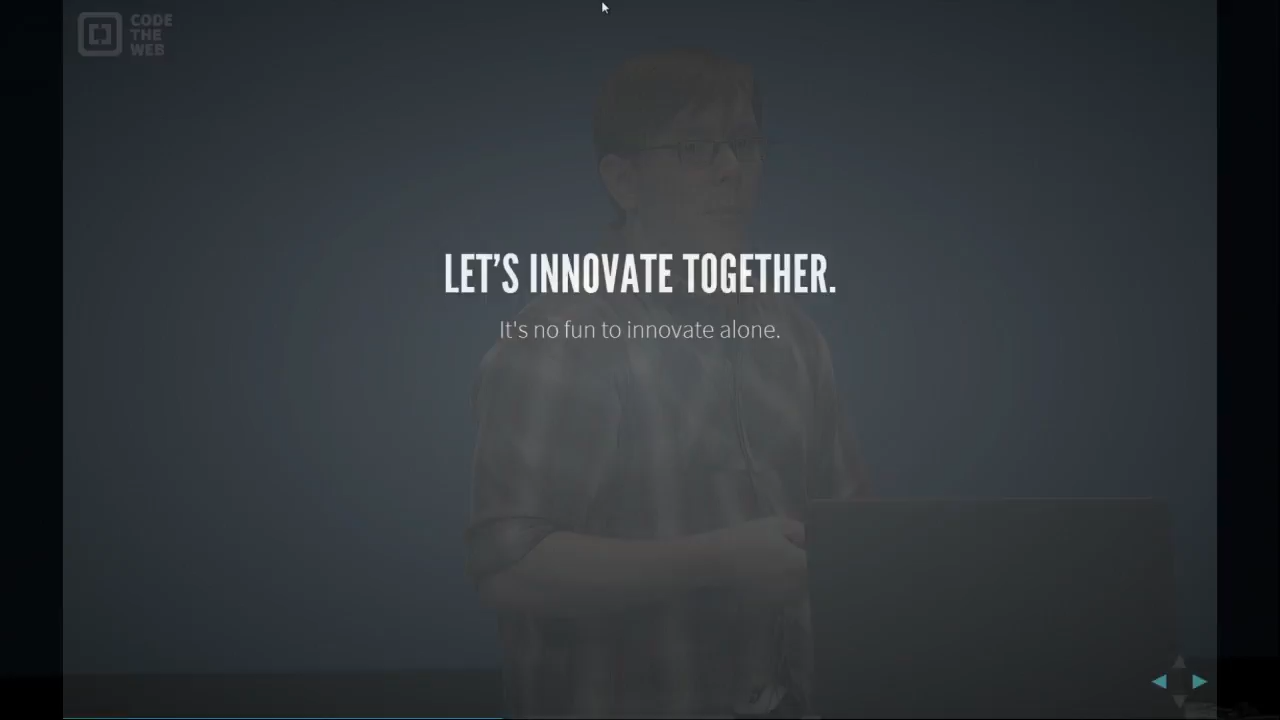 CODE
THE
WEB
LET'S INNOVATE TOGETHER.
It's no fun to innovate alone.